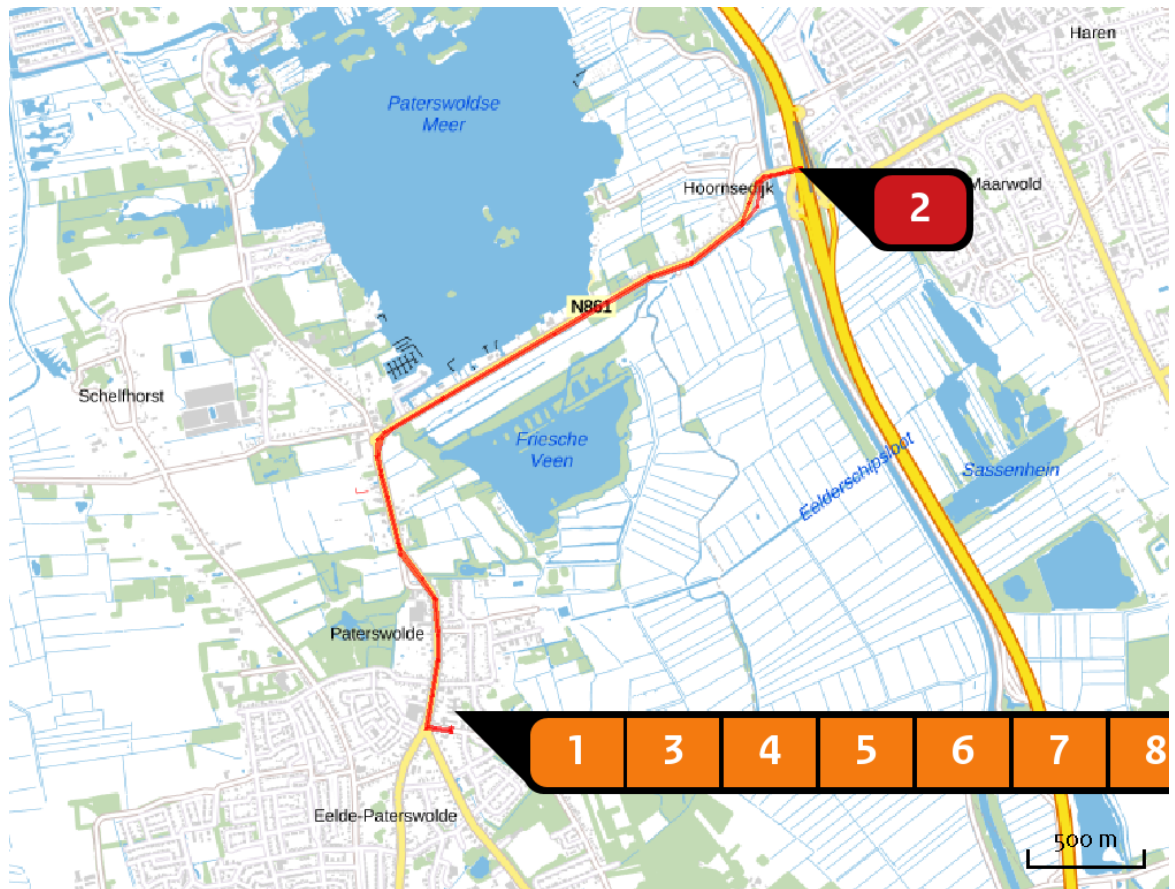 Haren
Paterswoldse
Meer
Hoornsedijk
Maarwold
2
N861
Schelfhorst
Friesche
Veen
Eelderschipsloot
Sassenhein
Paterswolde
1 3 4 5 6 7 8
Eelde-Paterswolde
500 m